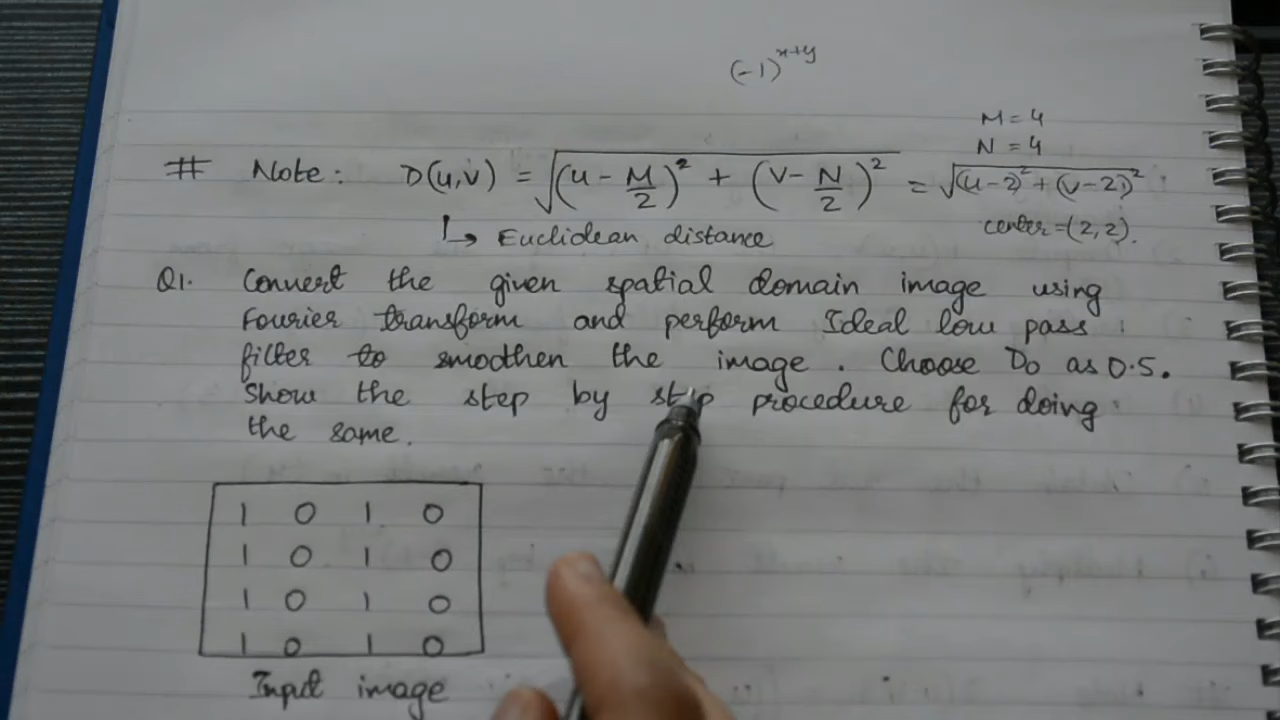 (-1)^{x+y}
M = 4
N = 4
# Note: D(u,v) = √((u - M/2)² + (v - N/2)²) = √((u-2)² + (v-2)²)
↳ Euclidean distance center = (2,2).
Q1. Convert the given spatial domain image using
Fourier transform and perform Ideal low pass
filter to smoothen the image. Choose D0 as 0.5.
Show the step by step procedure for doing
the same.
1 0 1 0
1 0 1 0
1 0 1 0
1 0 1 0
Input image